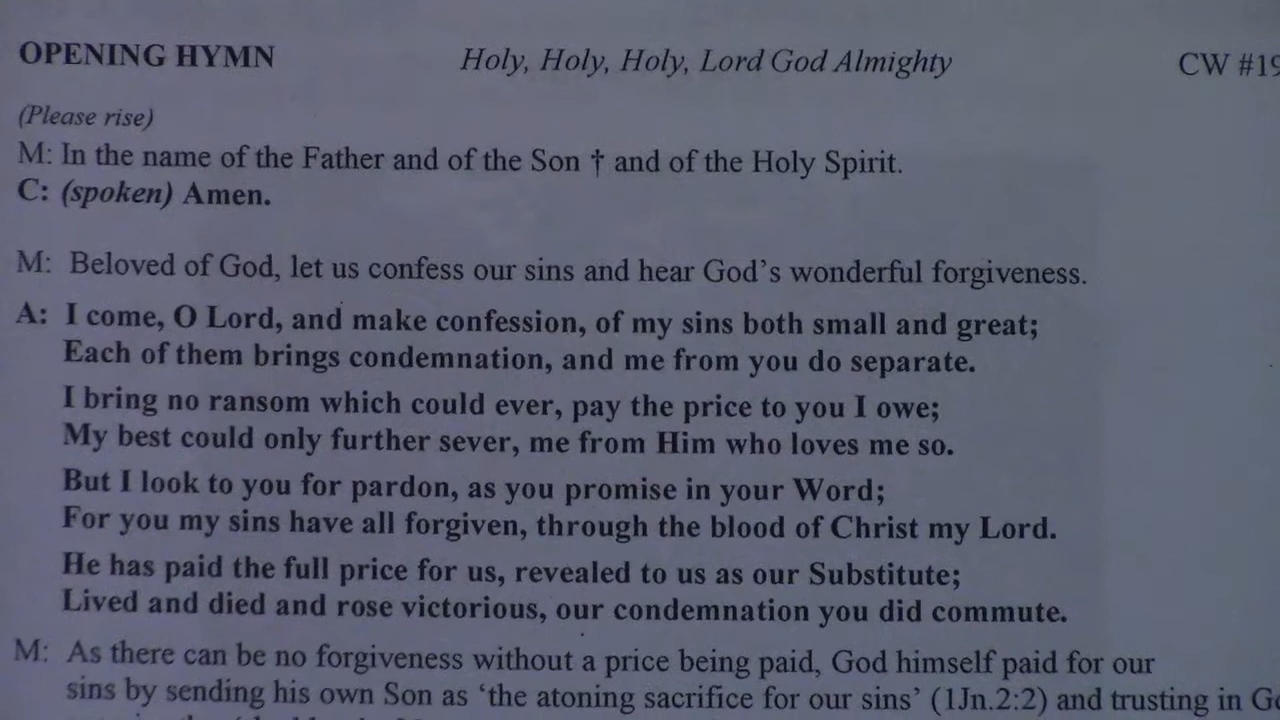 OPENING HYMN Holy, Holy, Holy, Lord God Almighty CW #19
(Please rise)
M: In the name of the Father and of the Son † and of the Holy Spirit.
C: (spoken) Amen.
M: Beloved of God, let us confess our sins and hear God's wonderful forgiveness.
A: I come, O Lord, and make confession, of my sins both small and great;
Each of them brings condemnation, and me from you do separate.
I bring no ransom which could ever, pay the price to you I owe;
My best could only further sever, me from Him who loves me so.
But I look to you for pardon, as you promise in your Word;
For you my sins have all forgiven, through the blood of Christ my Lord.
He has paid the full price for us, revealed to us as our Substitute;
Lived and died and rose victorious, our condemnation you did commute.
M: As there can be no forgiveness without a price being paid, God himself paid for our
sins by sending his own Son as ‘the atoning sacrifice for our sins’ (1Jn.2:2) and trusting in